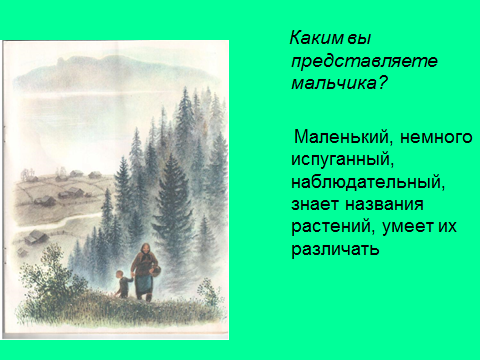 Каким вы
представляете
мальчика?
Маленький, немного
испуганный,
наблюдательный,
знает названия
растений, умеет их
различать